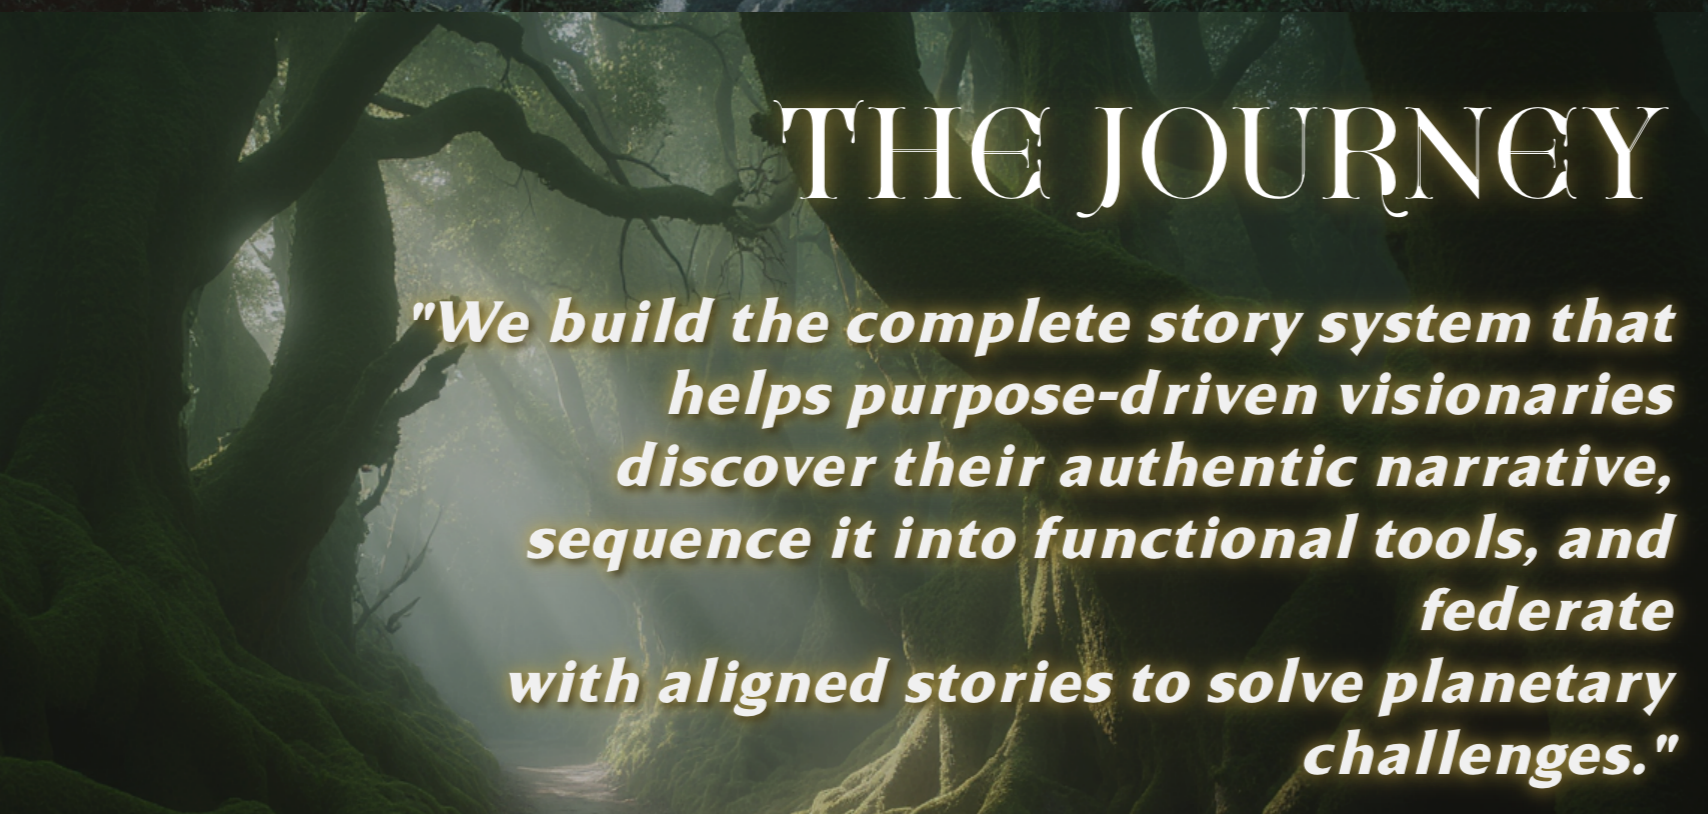 THE JOURNEY
"We build the complete story system that
helps purpose-driven visionaries
discover their authentic narrative,
sequence it into functional tools, and
federate
with aligned stories to solve planetary
challenges."